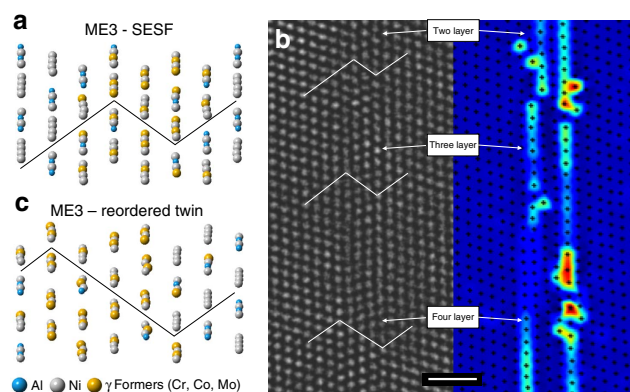 a
ME3 - SESF
b
Two layer
Three layer
Four layer
c
ME3 – reordered twin
Al Ni γ Formers (Cr, Co, Mo)